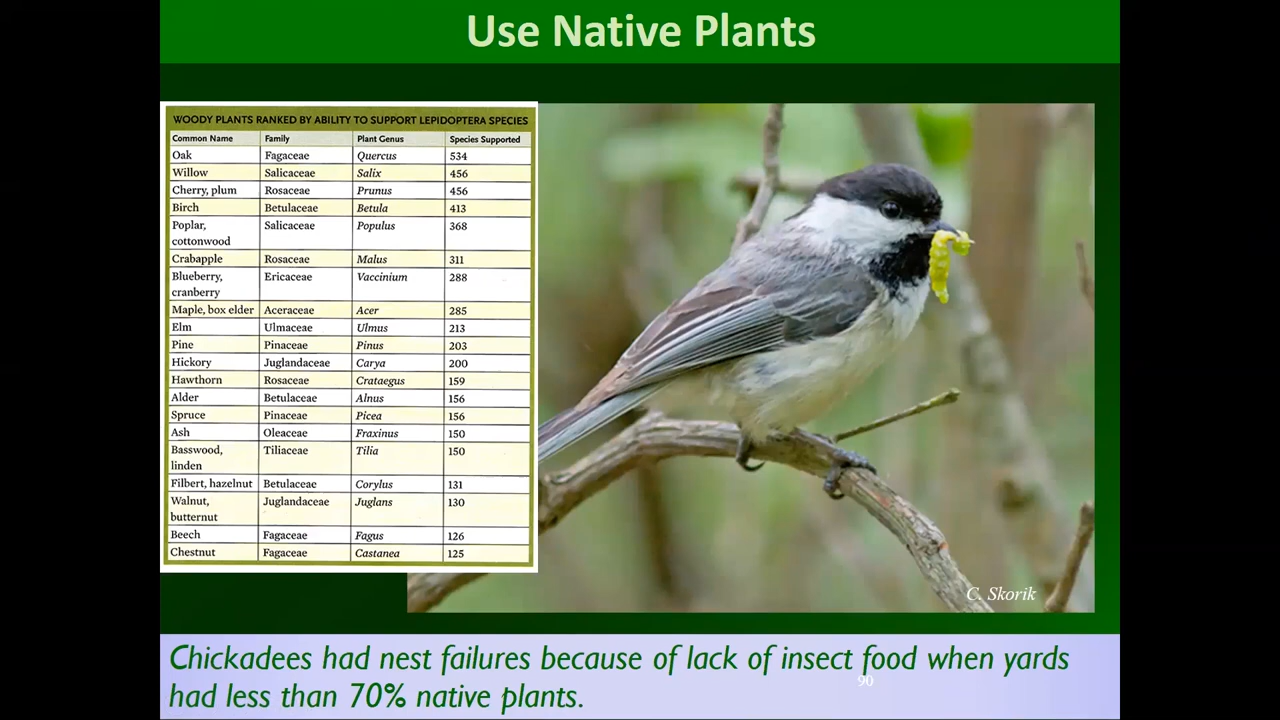 Use Native Plants
WOODY PLANTS RANKED BY ABILITY TO SUPPORT LEPIDOPTERA SPECIES
Common Name Family Plant Genus Species Supported
Oak Fagaceae Quercus 534
Willow Salicaceae Salix 456
Cherry, plum Rosaceae Prunus 456
Birch Betulaceae Betula 413
Poplar, Salicaceae Populus 368
cottonwood
Crabapple Rosaceae Malus 311
Blueberry, Ericaceae Vaccinium 288
cranberry
Maple, box elder Aceraceae Acer 285
Elm Ulmaceae Ulmus 213
Pine Pinaceae Pinus 203
Hickory Juglandaceae Carya 200
Hawthorn Rosaceae Crataegus 159
Alder Betulaceae Alnus 156
Spruce Pinaceae Picea 156
Ash Oleaceae Fraxinus 150
Basswood, Tiliaceae Tilia 150
linden
Filbert, hazelnut Betulaceae Corylus 131
Walnut, Juglandaceae Juglans 130
butternut
Beech Fagaceae Fagus 126
Chestnut Fagaceae Castanea 125
C. Skorik
Chickadees had nest failures because of lack of insect food when yards
had less than 70% native plants.
90